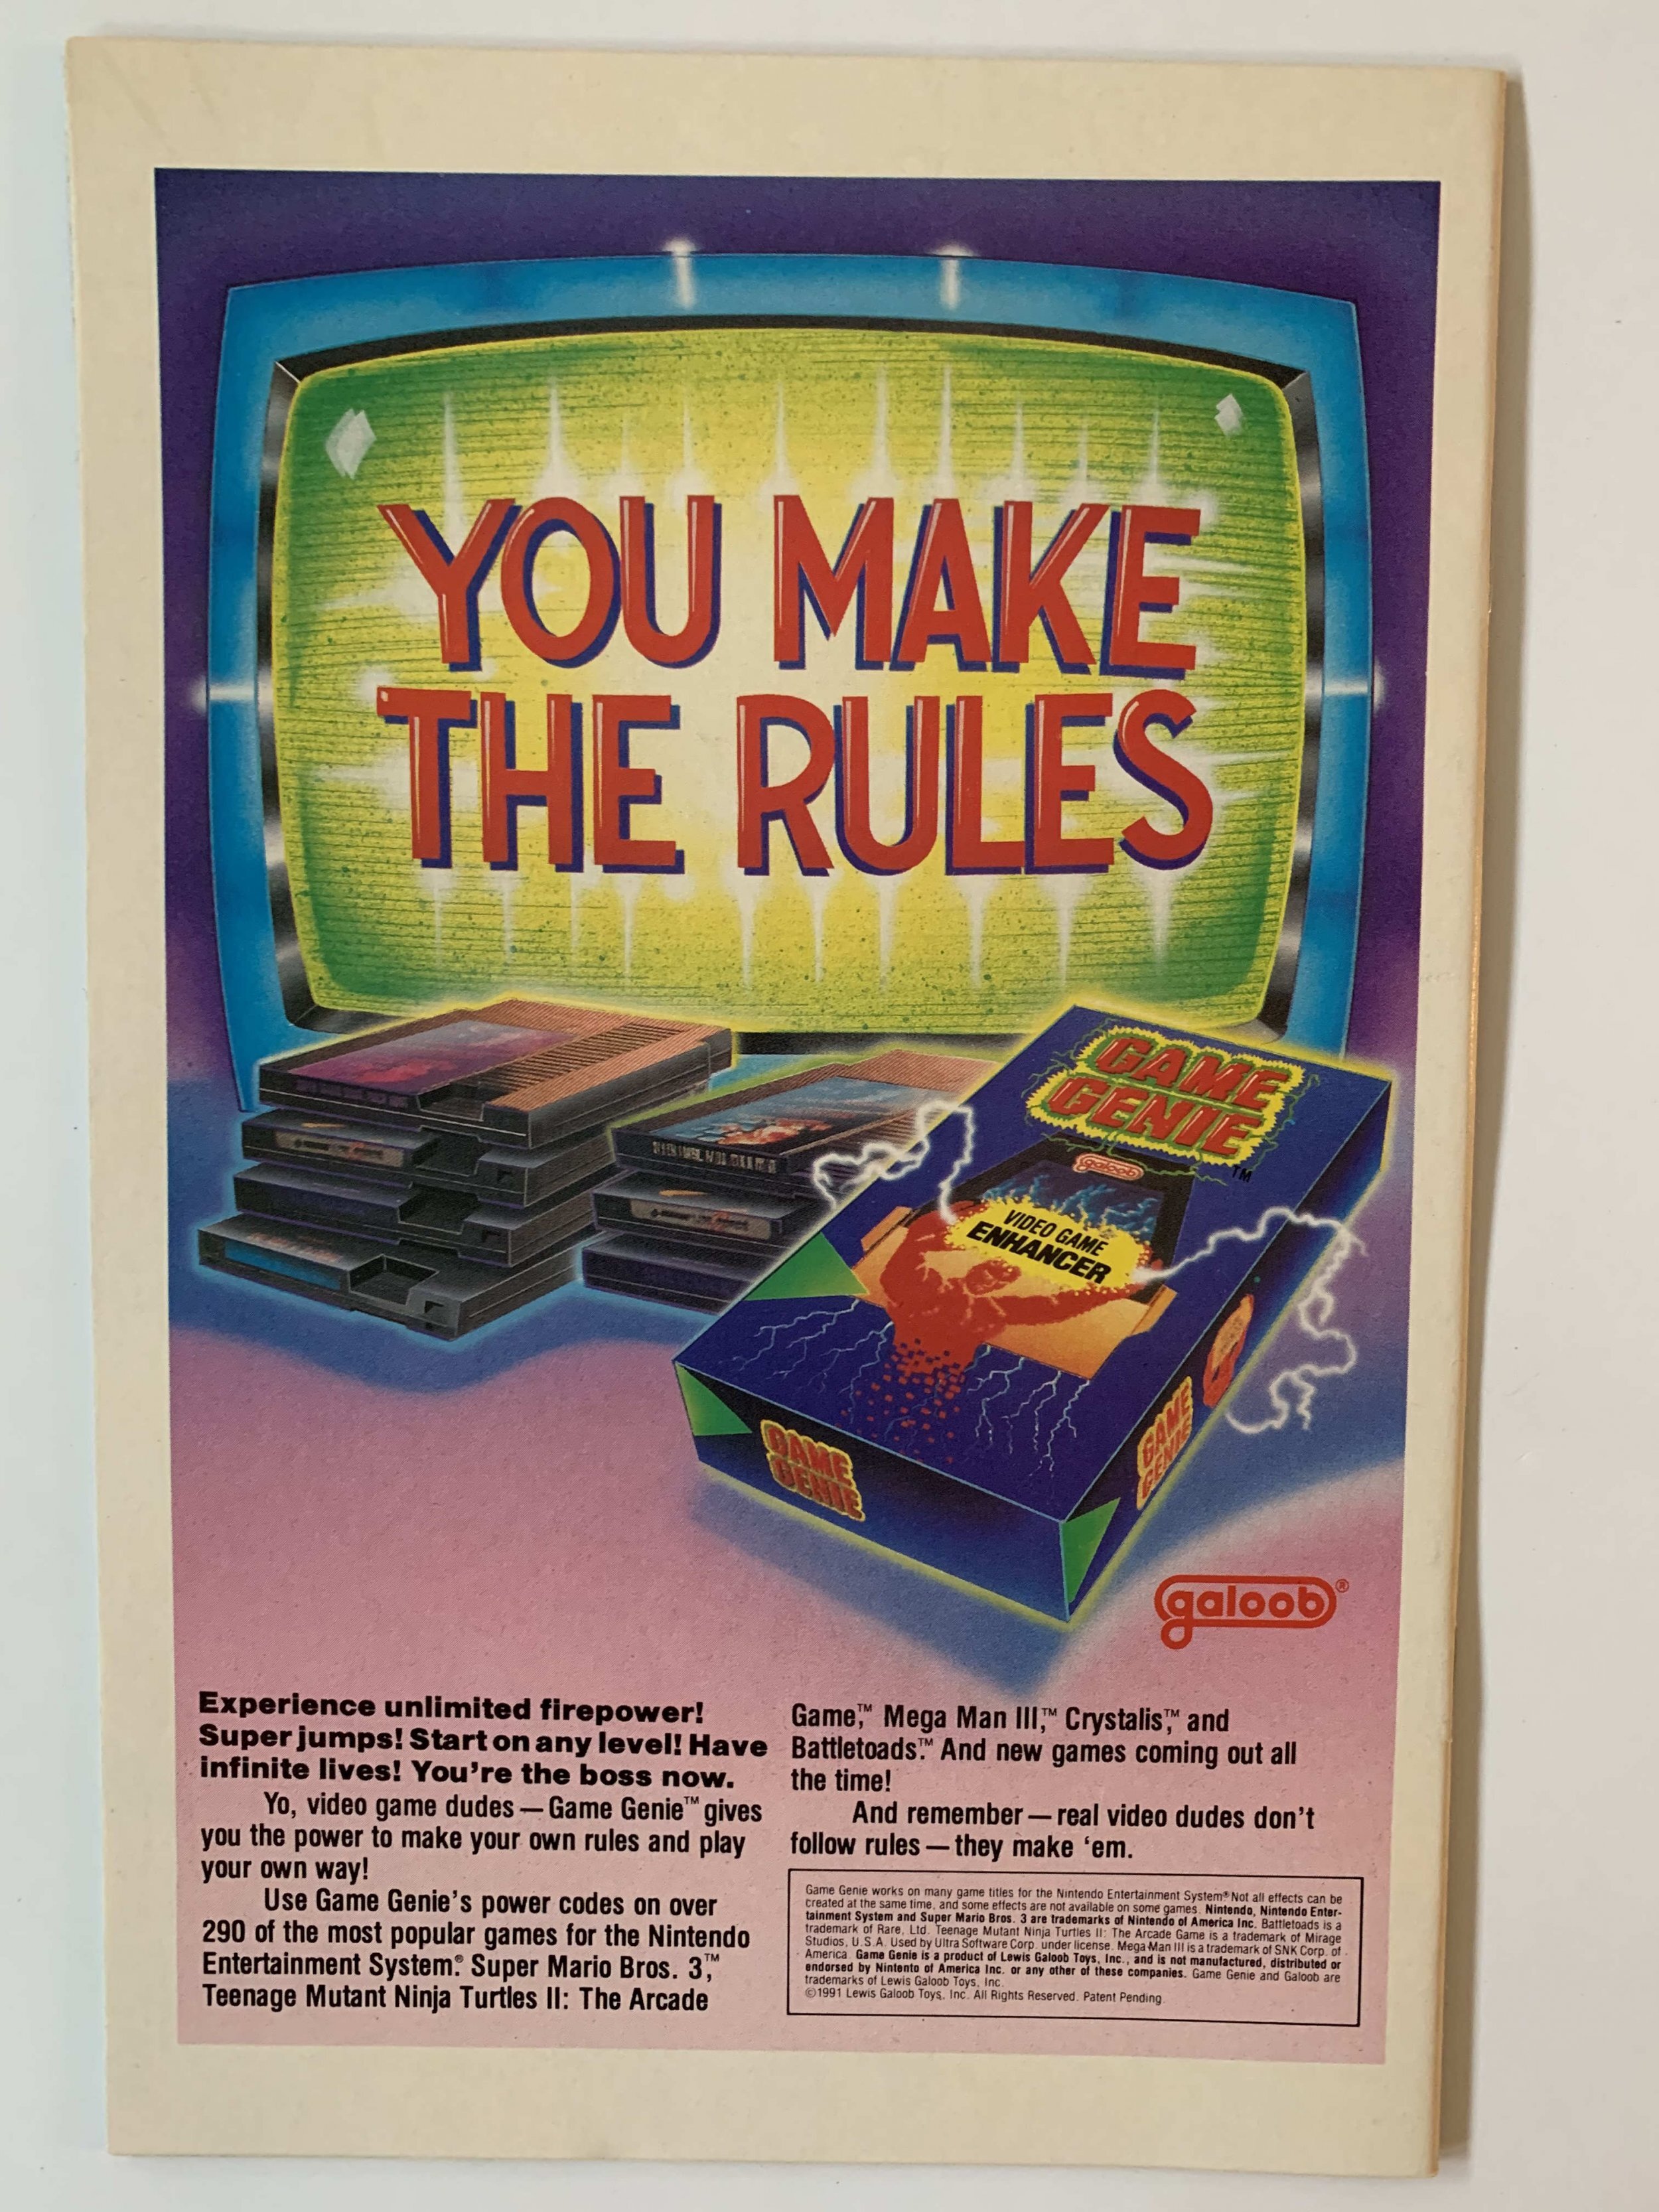 YOU MAKE
THE RULES
GAME
GENIE™
galoob
VIDEO GAME
ENHANCER
GAME
GENIE
GAME
GENIE
galoob®
Experience unlimited firepower!
Super jumps! Start on any level! Have
infinite lives! You're the boss now.
Yo, video game dudes — Game Genie™ gives
you the power to make your own rules and play
your own way!
Use Game Genie's power codes on over
290 of the most popular games for the Nintendo
Entertainment System.® Super Mario Bros. 3,™
Teenage Mutant Ninja Turtles II: The Arcade
Game,™ Mega Man III,™ Crystalis,™ and
Battletoads.™ And new games coming out all
the time!
And remember — real video dudes don't
follow rules — they make 'em.
Game Genie works on many game titles for the Nintendo Entertainment System® Not all effects can be
created at the same time, and some effects are not available on some games. Nintendo, Nintendo Enter-
tainment System and Super Mario Bros. 3 are trademarks of Nintendo of America Inc. Battletoads is a
trademark of Rare, Ltd. Teenage Mutant Ninja Turtles II: The Arcade Game is a trademark of Mirage
Studios, U.S.A. Used by Ultra Software Corp. under license. Mega Man III is a trademark of SNK Corp. of
America. Game Genie is a product of Lewis Galoob Toys, Inc., and is not manufactured, distributed or
endorsed by Nintento of America Inc. or any other of these companies. Game Genie and Galoob are
trademarks of Lewis Galoob Toys, Inc.
©1991 Lewis Galoob Toys, Inc. All Rights Reserved. Patent Pending.